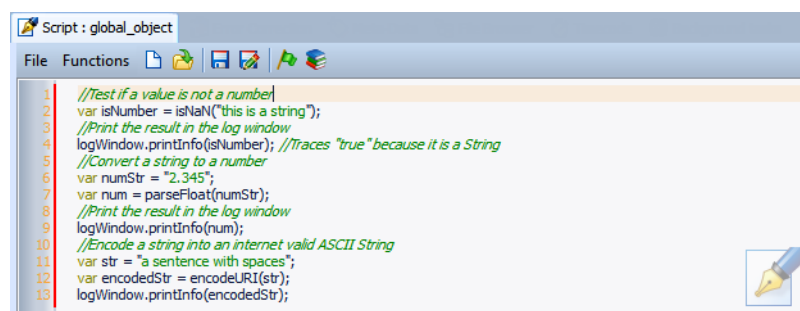 Script : global_object
File Functions
1 //Test if a value is not a number
2 var isNumber = isNaN("this is a string");
3 //Print the result in the log window
4 logWindow.printInfo(isNumber); //Traces "true" because it is a String
5 //Convert a string to a number
6 var numStr = "2.345";
7 var num = parseFloat(numStr);
8 //Print the result in the log window
9 logWindow.printInfo(num);
10 //Encode a string into an internet valid ASCII String
11 var str = "a sentence with spaces";
12 var encodedStr = encodeURI(str);
13 logWindow.printInfo(encodedStr);